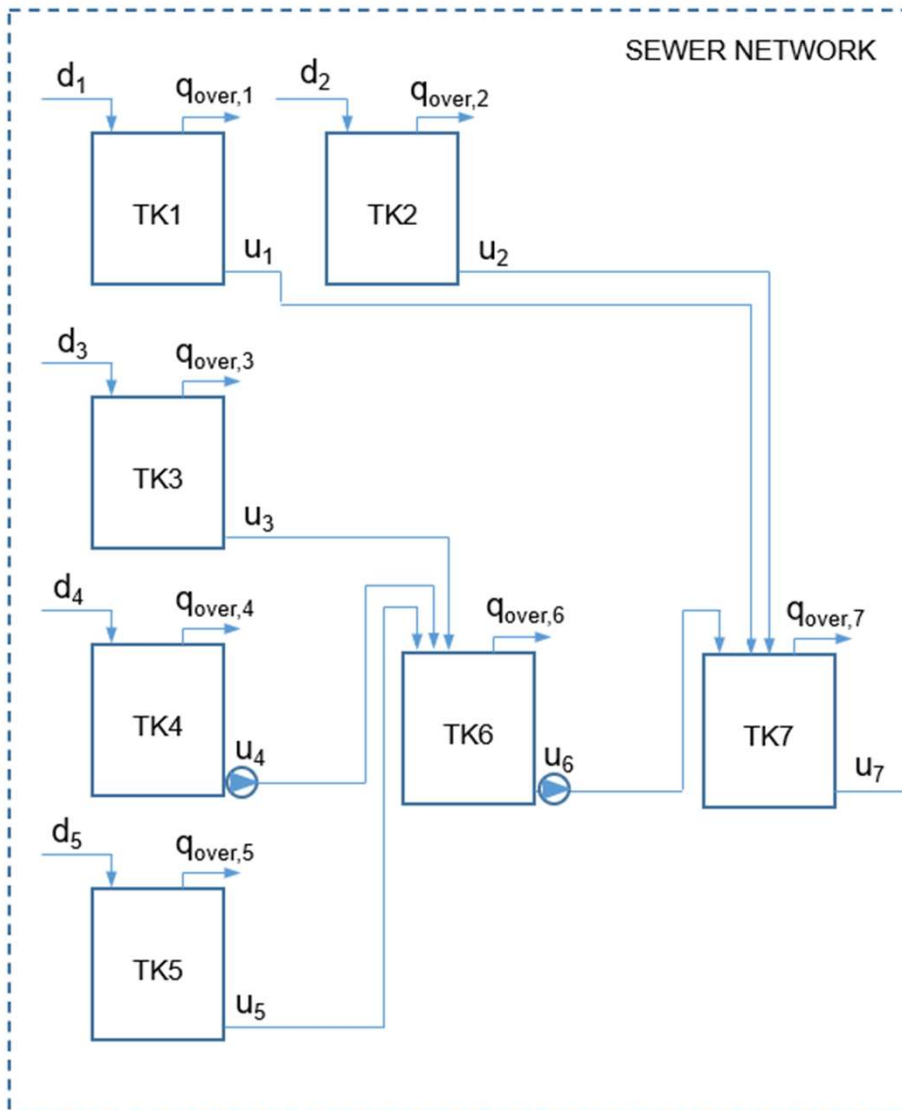 SEWER NETWORK
d₁
qover,₁
d₂
qover,₂
TK1
TK2
u₁
u₂
d₃
qover,₃
TK3
u₃
d₄
qover,₄
qover,₆
qover,₇
TK4
TK6
TK7
u₄
u₆
u₇
d₅
qover,₅
TK5
u₅